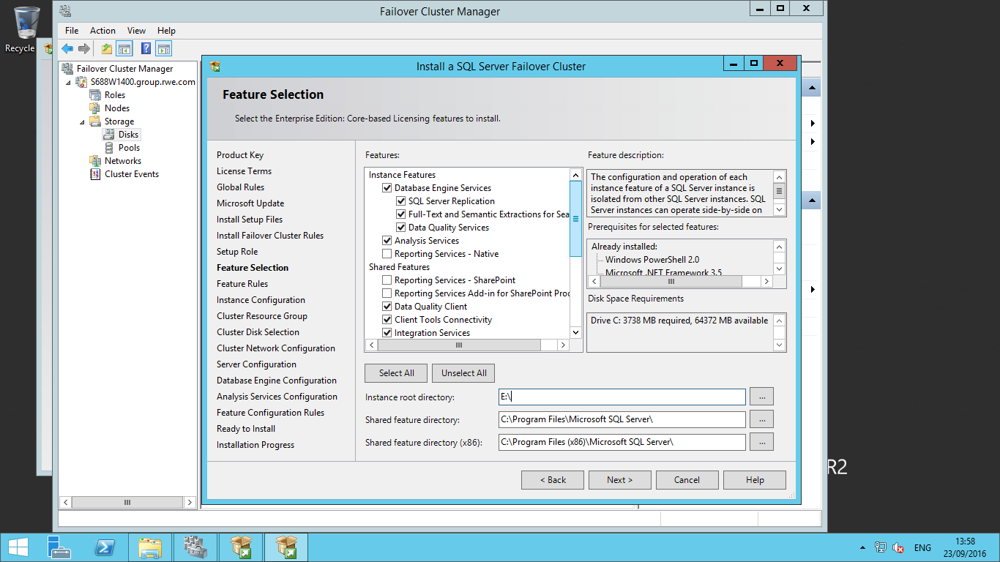 Recycle
Failover Cluster Manager
File Action View Help
Failover Cluster Manager
S688W1400.group.rwe.com
Roles
Nodes
Storage
Disks
Pools
Networks
Cluster Events
Install a SQL Server Failover Cluster
Feature Selection
Select the Enterprise Edition: Core-based Licensing features to install.
Product Key
License Terms
Global Rules
Microsoft Update
Install Setup Files
Install Failover Cluster Rules
Setup Role
Feature Selection
Feature Rules
Instance Configuration
Cluster Resource Group
Cluster Disk Selection
Cluster Network Configuration
Server Configuration
Database Engine Configuration
Analysis Services Configuration
Feature Configuration Rules
Ready to Install
Installation Progress
Features:
Instance Features
Database Engine Services
SQL Server Replication
Full-Text and Semantic Extractions for Sea
Data Quality Services
Analysis Services
Reporting Services - Native
Shared Features
Reporting Services - SharePoint
Reporting Services Add-in for SharePoint Proc
Data Quality Client
Client Tools Connectivity
Integration Services
Feature description:
The configuration and operation of each
instance feature of a SQL Server instance is
isolated from other SQL Server instances. SQL
Server instances can operate side-by-side on
Prerequisites for selected features:
Already installed:
Windows PowerShell 2.0
Microsoft .NET Framework 3.5
Disk Space Requirements
Drive C: 3738 MB required, 64372 MB available
Select All Unselect All
Instance root directory: E:\ ...
Shared feature directory: C:\Program Files\Microsoft SQL Server\ ...
Shared feature directory (x86): C:\Program Files (x86)\Microsoft SQL Server\ ...
< Back Next > Cancel Help
R2
ENG
13:58
23/09/2016